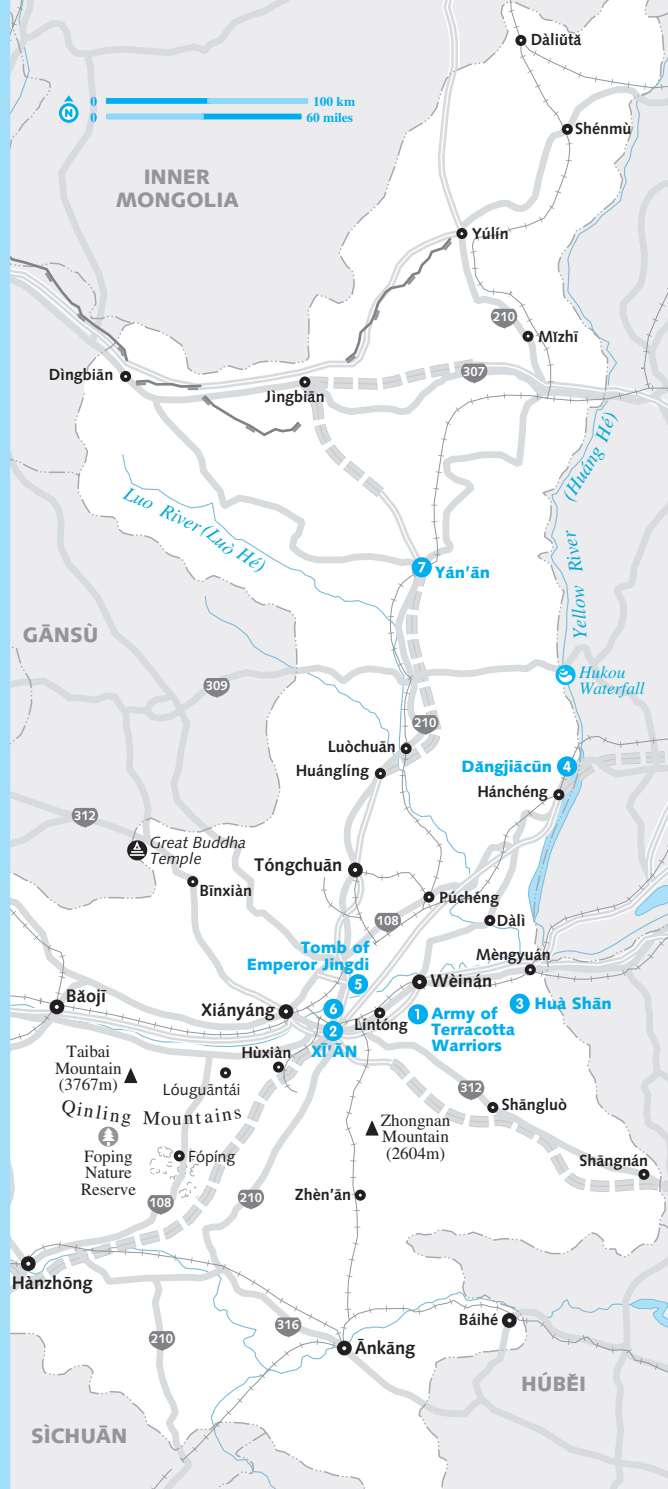 Dàliǔtǎ
N
0 100 km
0 60 miles
Shénmù
INNER
MONGOLIA
Yúlín
210
Mǐzhī
Dìngbiān
Jìngbiān
307
Yellow River (Huáng Hé)
Luo River (Luò Hé)
7 Yán'ān
GĀNSÙ
Hukou
Waterfall
309
210
Luòchuān
Huánglíng
Dǎngjiācūn 4
Hánchéng
312
Great Buddha
Temple
Tóngchuān
Bīnxiàn
Púchéng
108
Dàlì
Tomb of
Emperor Jingdi
5
Mèngyuán
Wèinán
Bǎojī
Xiányáng
6
Líntóng
1 Army of
Terracotta
Warriors
3 Huà Shān
2
XĪ'ĀN
Hùxiàn
Taibai
Mountain
(3767m)
Lóuguāntái
312
Shāngluò
Qinling Mountains
Zhongnan
Mountain
(2604m)
Foping
Nature
Reserve
Fópíng
Shāngnán
108
210
Zhèn'ān
Hànzhōng
210
316
Ānkāng
Báihé
HÚBĚI
SÌCHUĀN